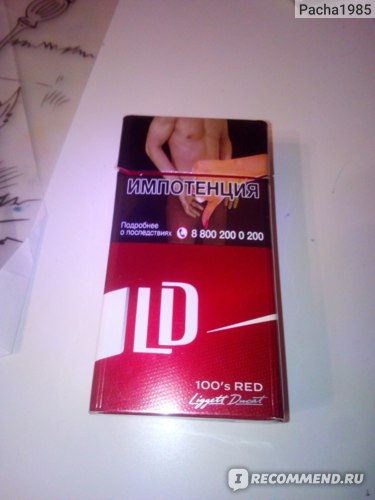 Pacha1985
ИМПОТЕНЦИЯ
Подробнее
о последствиях 8 800 200 0 200
LD
100's RED
Liggett Ducat
IRECOMMEND.RU